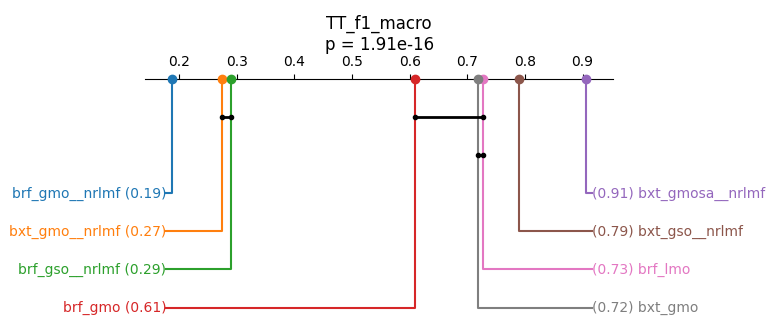 TT_f1_macro
p = 1.91e-16
0.2 0.3 0.4 0.5 0.6 0.7 0.8 0.9
brf_gmo__nrlmf (0.19) (0.91) bxt_gmosa__nrlmf
bxt_gmo__nrlmf (0.27) (0.79) bxt_gso__nrlmf
brf_gso__nrlmf (0.29) (0.73) brf_lmo
brf_gmo (0.61) (0.72) bxt_gmo